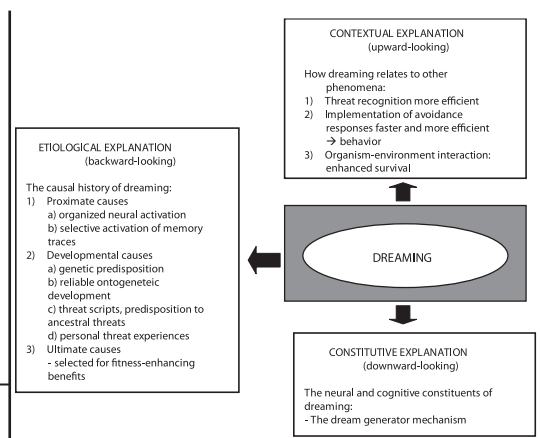 CONTEXTUAL EXPLANATION
(upward-looking)
How dreaming relates to other
phenomena:
1) Threat recognition more efficient
2) Implementation of avoidance
responses faster and more efficient
→ behavior
3) Organism-environment interaction:
enhanced survival
ETIOLOGICAL EXPLANATION
(backward-looking)
The causal history of dreaming:
1) Proximate causes
a) organized neural activation
b) selective activation of memory
traces
2) Developmental causes
a) genetic predisposition
b) reliable ontogeneteic
development
c) threat scripts, predisposition to
ancestral threats
d) personal threat experiences
3) Ultimate causes
- selected for fitness-enhancing
benefits
DREAMING
CONSTITUTIVE EXPLANATION
(downward-looking)
The neural and cognitive constituents of
dreaming:
- The dream generator mechanism